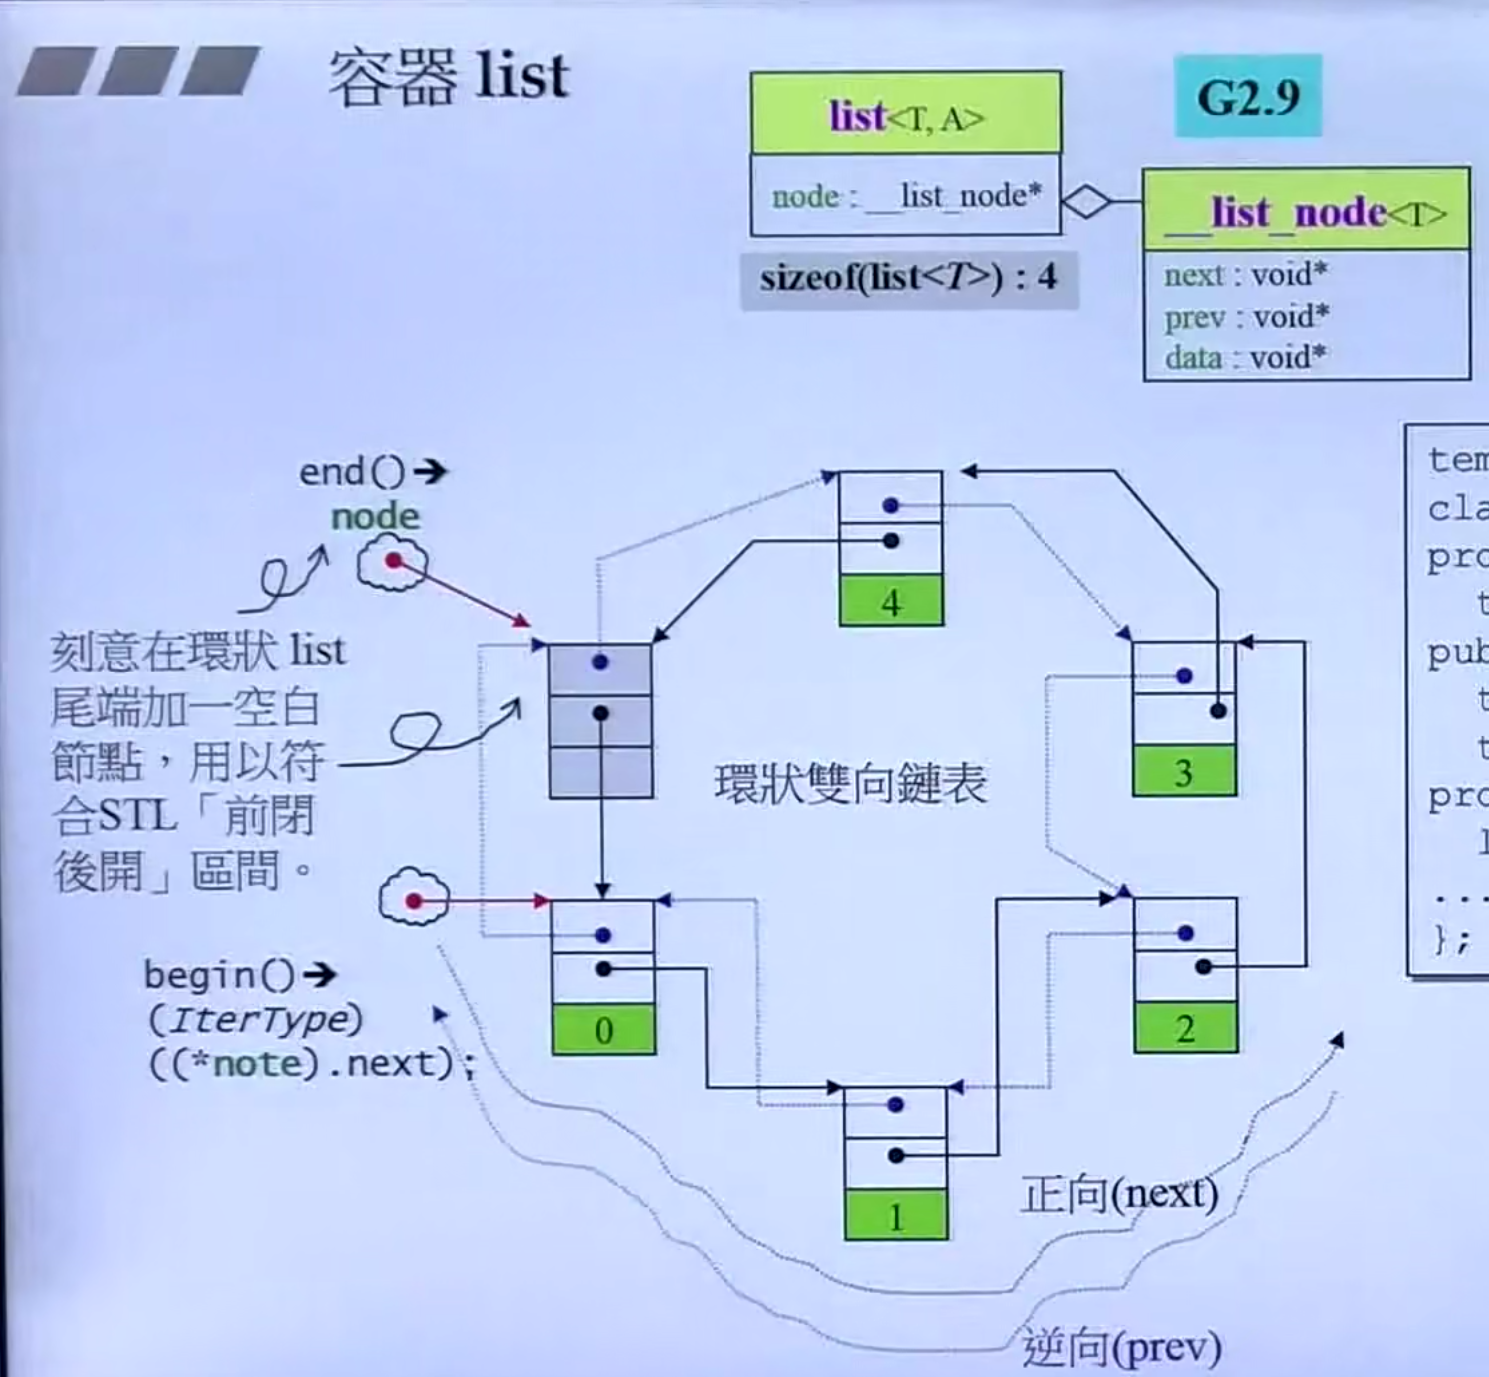 容器 list
G2.9
list<T, A>
node : __list_node*
sizeof(list<T>) : 4
__list_node<T>
next : void*
prev : void*
data : void*
end()➔
node
刻意在環狀 list
尾端加一空白
節點，用以符
合STL「前閉
後開」區間。
begin()➔
(IterType)
((*note).next);
環狀雙向鏈表
4
3
2
1
0
正向(next)
逆向(prev)
tem
cla
pro
t
pub
t
t
pro
...
};